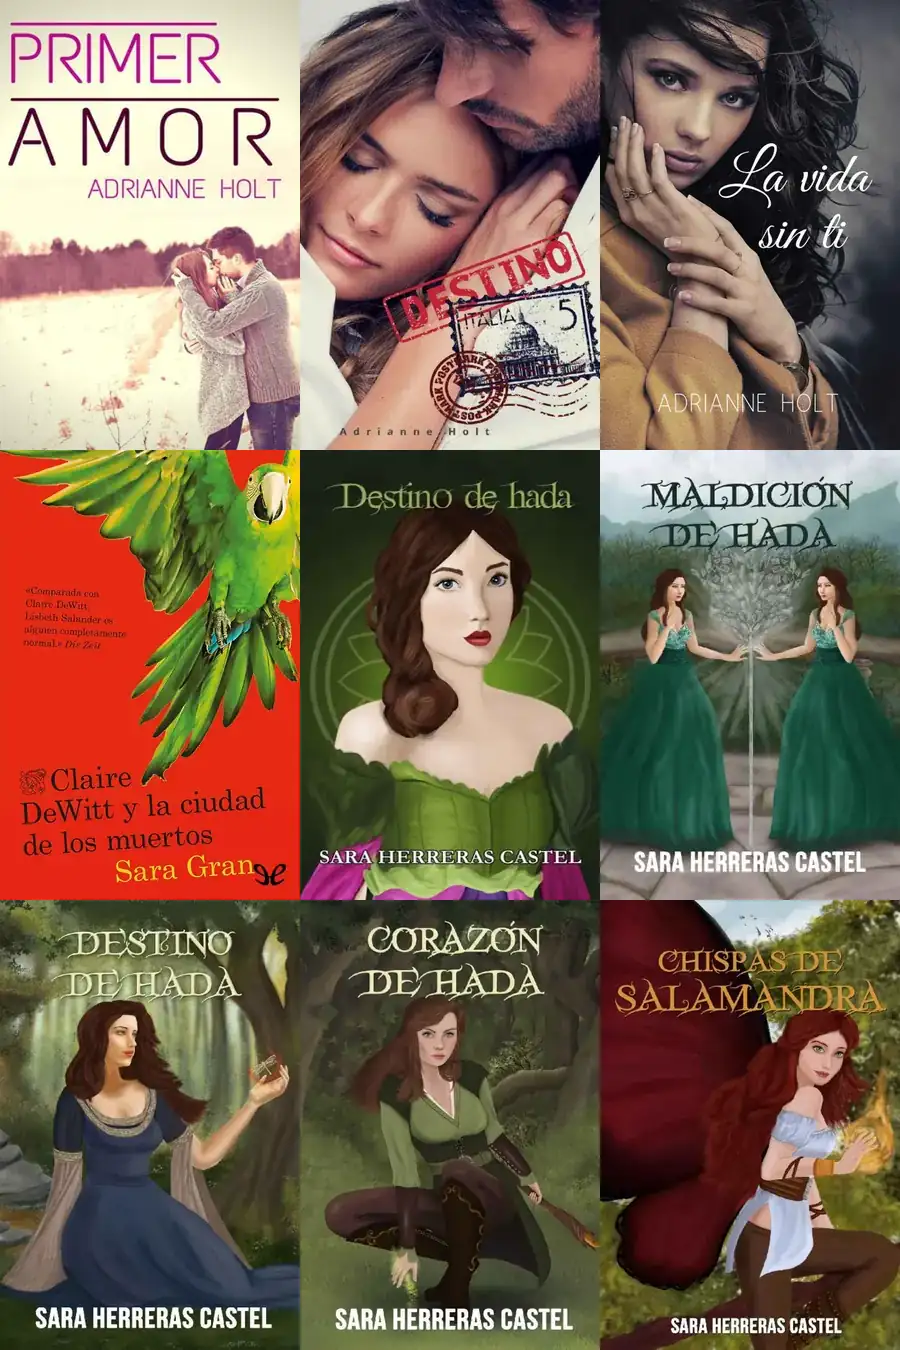 PRIMER
AMOR
ADRIANNE HOLT
DESTINO
ITALIA 5
POSTMARK
Adrianne Holt
La vida
sin ti
ADRIANNE HOLT
«Comparada con
Claire DeWitt,
Lisbeth Salander es
alguien completamente
normal.» Die Zeit
Claire
DeWitt y la ciudad
de los muertos
Sara Gran
Destino de hada
SARA HERRERAS CASTEL
MALDICIÓN
DE HADA
SARA HERRERAS CASTEL
DESTINO
DE HADA
SARA HERRERAS CASTEL
CORAZÓN
DE HADA
SARA HERRERAS CASTEL
CHISPAS DE
SALAMANDRA
SARA HERRERAS CASTEL